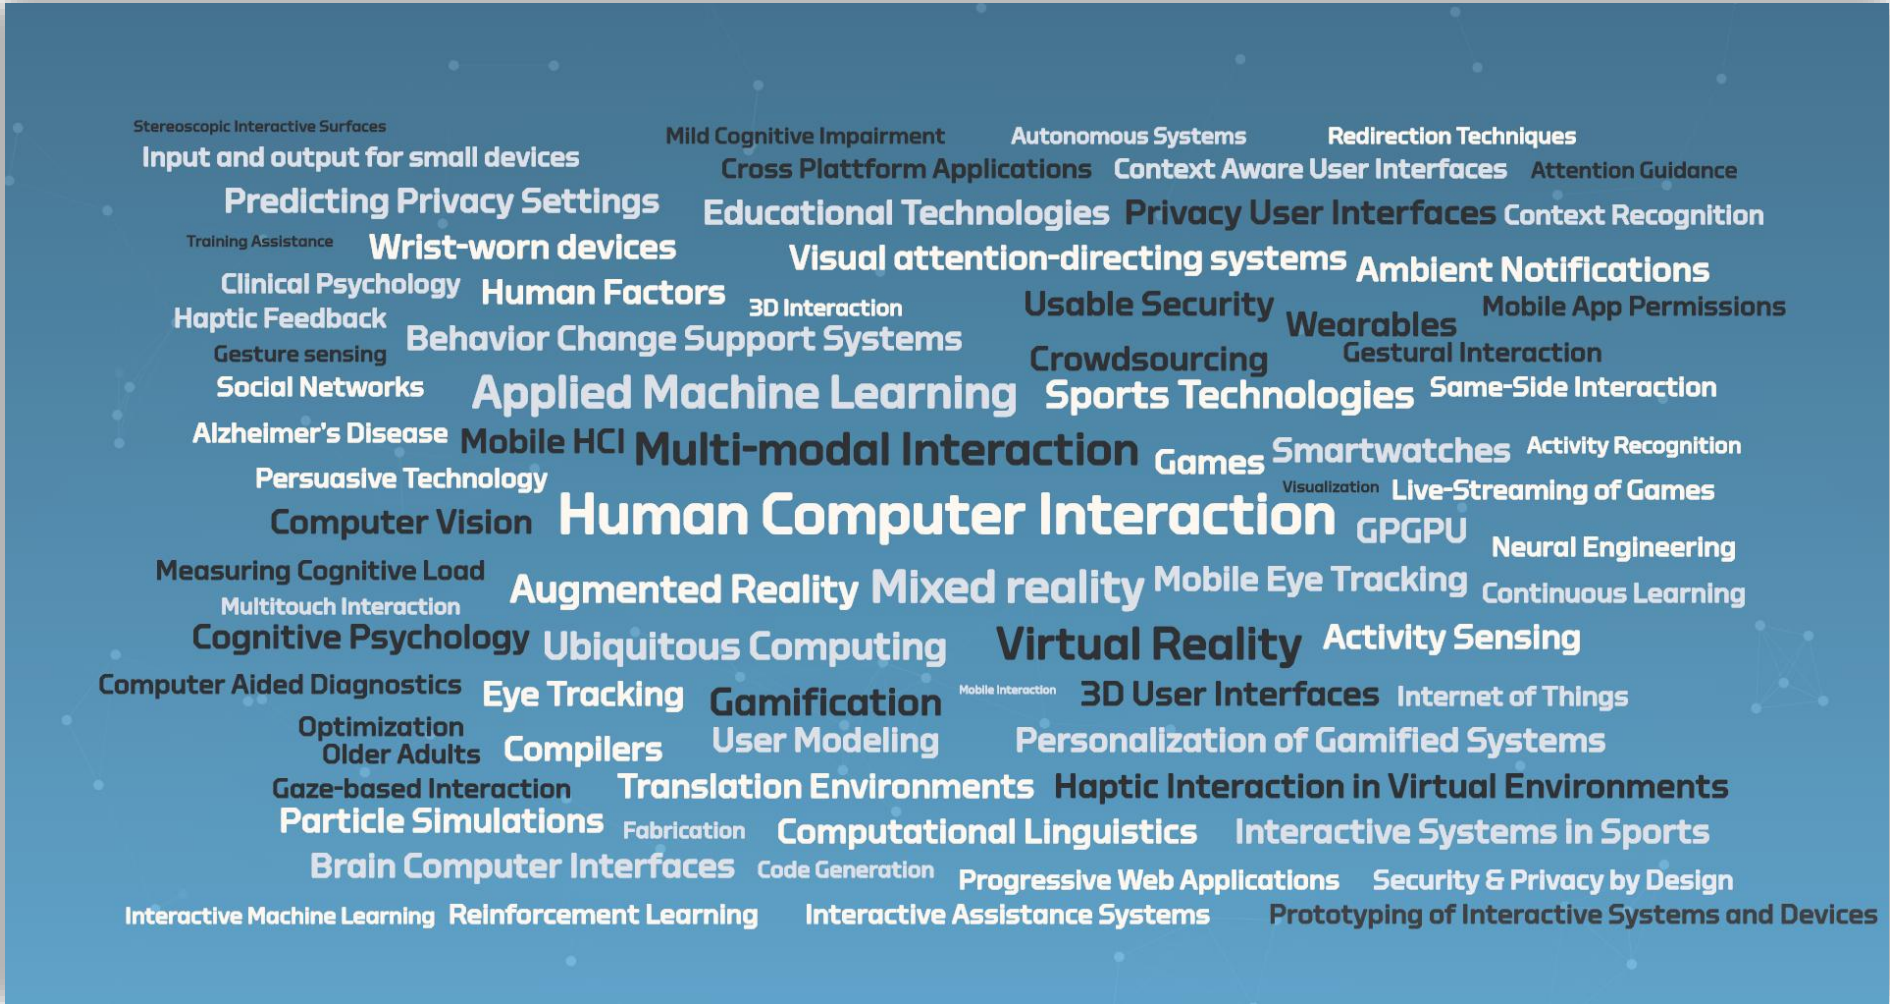 Stereoscopic Interactive Surfaces
Mild Cognitive Impairment Autonomous Systems Redirection Techniques
Input and output for small devices
Cross Plattform Applications Context Aware User Interfaces Attention Guidance
Predicting Privacy Settings
Educational Technologies Privacy User Interfaces Context Recognition
Training Assistance Wrist-worn devices
Visual attention-directing systems Ambient Notifications
Clinical Psychology Human Factors 3D Interaction
Usable Security Wearables Mobile App Permissions
Haptic Feedback Behavior Change Support Systems
Gesture sensing Crowdsourcing Gestural Interaction
Social Networks Applied Machine Learning Sports Technologies Same-Side Interaction
Alzheimer's Disease Mobile HCI Multi-modal Interaction Games Smartwatches Activity Recognition
Persuasive Technology Visualization Live-Streaming of Games
Computer Vision Human Computer Interaction GPGPU
Neural Engineering
Measuring Cognitive Load Augmented Reality Mixed reality Mobile Eye Tracking Continuous Learning
Multitouch Interaction
Cognitive Psychology Ubiquitous Computing Virtual Reality Activity Sensing
Computer Aided Diagnostics Eye Tracking Gamification Mobile Interaction 3D User Interfaces Internet of Things
Optimization
Older Adults Compilers User Modeling Personalization of Gamified Systems
Gaze-based Interaction Translation Environments Haptic Interaction in Virtual Environments
Particle Simulations Fabrication Computational Linguistics Interactive Systems in Sports
Brain Computer Interfaces Code Generation Progressive Web Applications Security & Privacy by Design
Interactive Machine Learning Reinforcement Learning Interactive Assistance Systems Prototyping of Interactive Systems and Devices